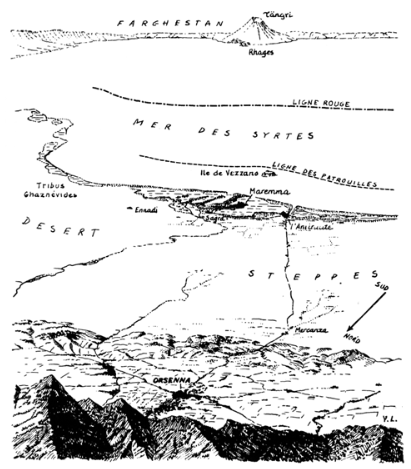 Tängri
FARGHESTAN
Rhages
LIGNE ROUGE
MER DES SYRTES
LIGNE DES PATROUILLES
Ile de Vezzano
Tribus
Ghaznévides
Maremma
Engadi
Sagra
l'Amirauté
DESERT
STEPPES
SUD
NORD
Mercanza
ORSENNA
Y.L.